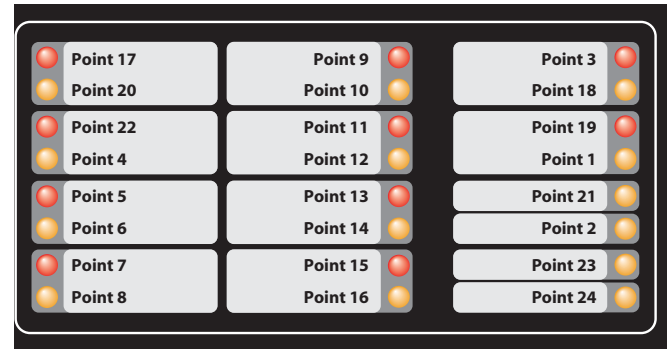 Point 17
Point 20
Point 22
Point 4
Point 5
Point 6
Point 7
Point 8
Point 9
Point 10
Point 11
Point 12
Point 13
Point 14
Point 15
Point 16
Point 3
Point 18
Point 19
Point 1
Point 21
Point 2
Point 23
Point 24